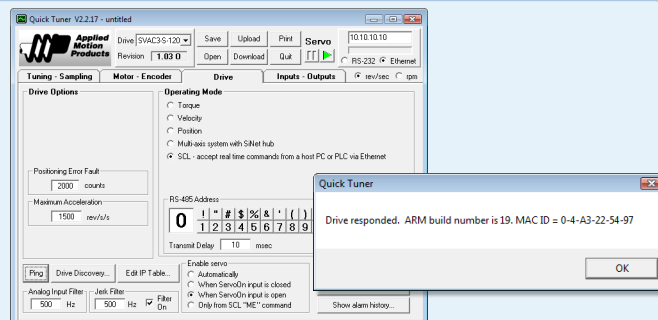 Quick Tuner V2.2.17 - untitled
Applied Motion Products
Drive SVAC3-S-120
Save Upload Print Servo
10.10.10.10
Revision 1.03 O
Open Download Quit
RS-232 Ethernet
Tuning - Sampling Motor - Encoder Drive Inputs - Outputs rev/sec rpm
Drive Options
Operating Mode
Torque
Velocity
Position
Multi-axis system with SiNet hub
SCL - accept real time commands from a host PC or PLC via Ethernet
Positioning Error Fault
2000 counts
Maximum Acceleration
1500 rev/s/s
RS-485 Address
0 ! " # $ % & ' ( )
1 2 3 4 5 6 7 8 9
Transmit Delay 10 msec
Quick Tuner
Drive responded. ARM build number is 19. MAC ID = 0-4-A3-22-54-97
OK
Ping Drive Discovery... Edit IP Table...
Enable servo
Automatically
When ServoOn input is closed
When ServoOn input is open
Only from SCL "ME" command
Analog Input Filter
500 Hz
Jerk Filter
500 Hz
Filter On
Show alarm history...